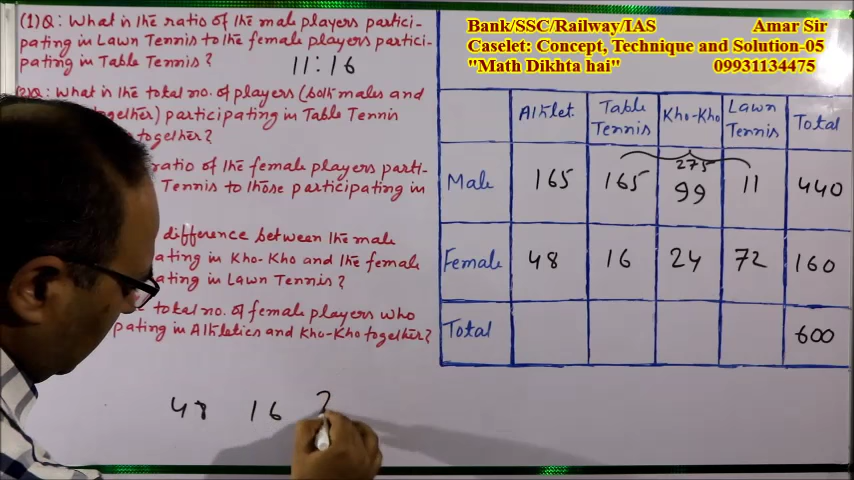 Bank/SSC/Railway/IAS Amar Sir
Caselet: Concept, Technique and Solution-05
"Math Dikhta hai" 09931134475
(1)Q: What is the ratio of the male players partici-
pating in Lawn Tennis to the female players partici-
pating in Table Tennis?
11:16
Q: What is the total no. of players (both males and
together) participating in Table Tennis
together?
ratio of the female players parti-
Tennis to those participating in
difference between the male
ating in Kho-Kho and the female
ating in Lawn Tennis?
total no. of female players who
pating in Athletics and Kho-Kho together?
48 16
Athlet. Table Tennis Kho-Kho Lawn Tennis Total
275
Male 165 165 99 11 440
Female 48 16 24 72 160
Total 600